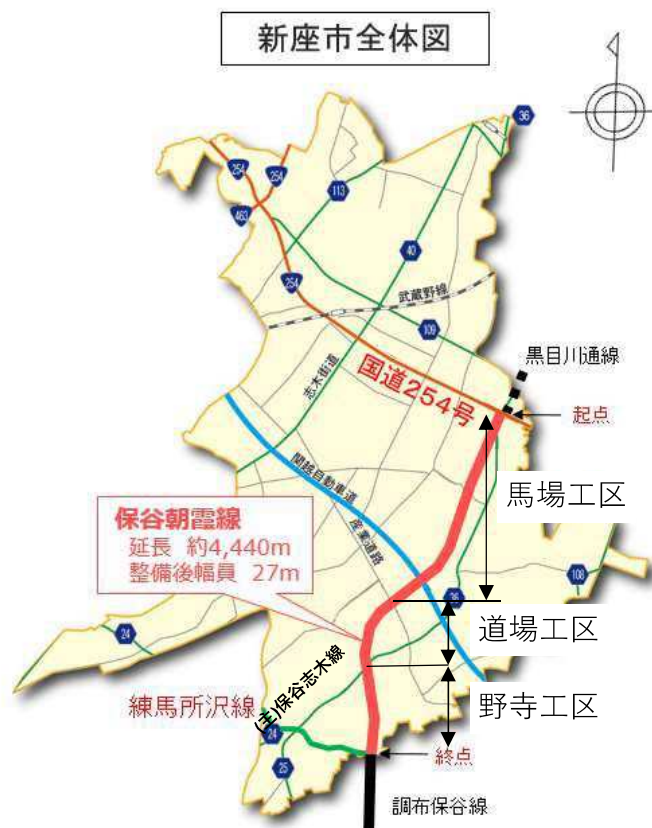 新座市全体図
36
254
254
113
463
40
254
武蔵野線
109
黒目川通線
志木街道
国道254号
起点
関越自動車道
馬場工区
保谷朝霞線
延長 約4,440m
整備後幅員 27m
産業道路
108
36
道場工区
24
(主)保谷志木線
練馬所沢線
野寺工区
24
終点
25
調布保谷線